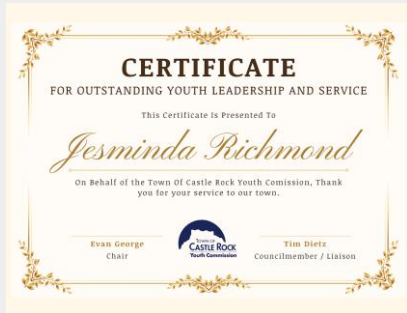 CERTIFICATE
FOR OUTSTANDING YOUTH LEADERSHIP AND SERVICE
This Certificate Is Presented To
Jesminda Richmond
On Behalf of the Town Of Castle Rock Youth Comission, Thank
you for your service to our town.
Evan George
Chair
TOWN OF
CASTLE ROCK
Youth Commission
Tim Dietz
Councilmember / Liaison